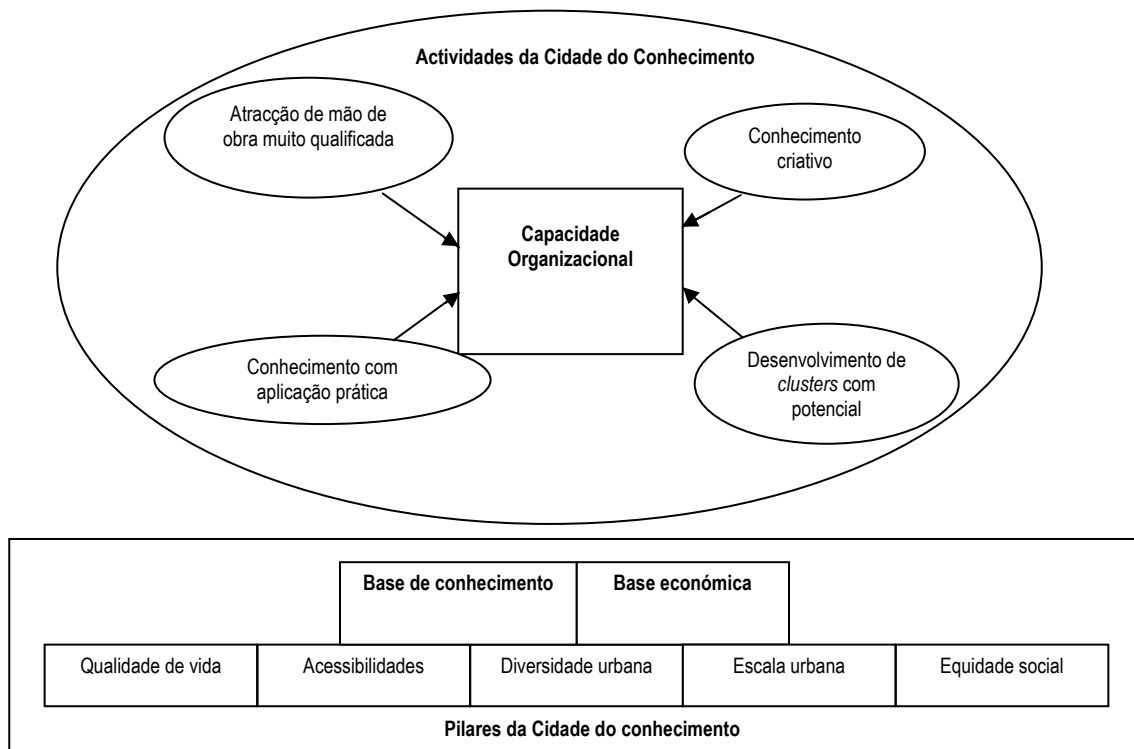 Actividades da Cidade do Conhecimento
Atracção de mão de
obra muito qualificada
Conhecimento
criativo
Capacidade
Organizacional
Conhecimento com
aplicação prática
Desenvolvimento de
clusters com
potencial
Base de conhecimento
Base económica
Qualidade de vida
Acessibilidades
Diversidade urbana
Escala urbana
Equidade social
Pilares da Cidade do conhecimento